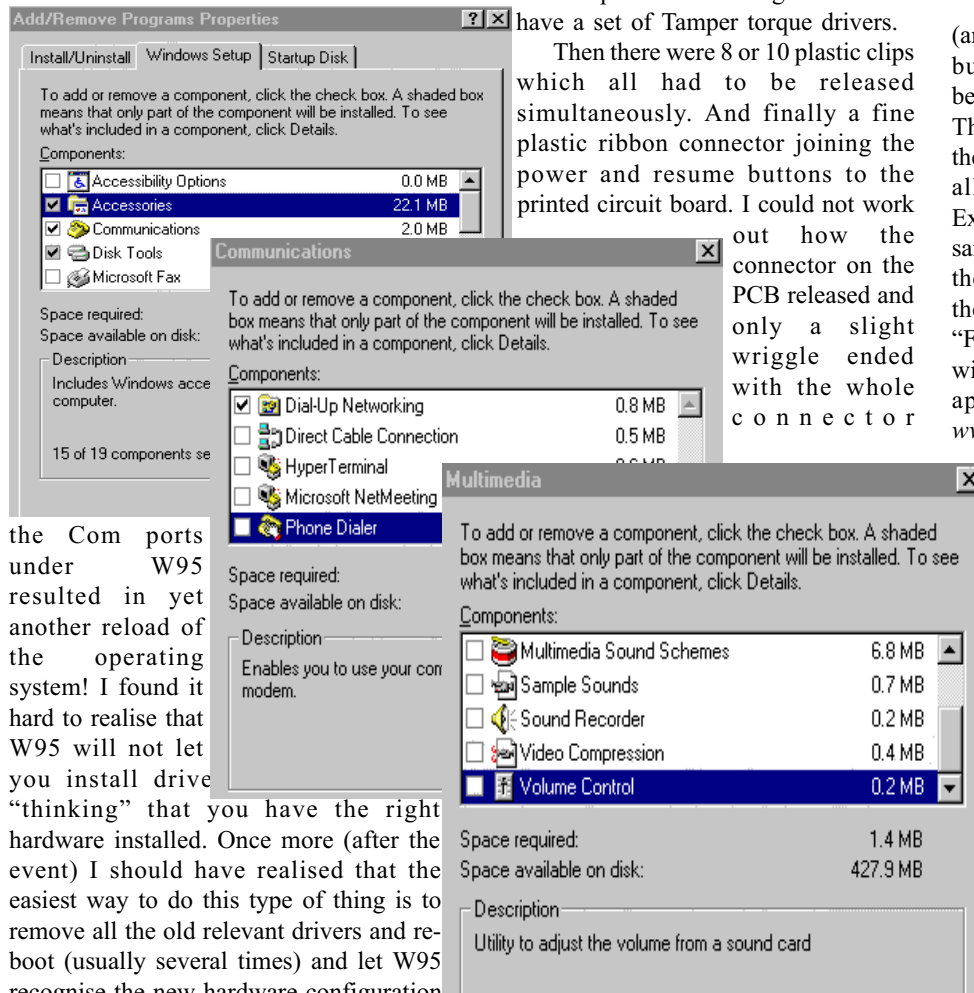 Add/Remove Programs Properties
Install/Uninstall
Windows Setup
Startup Disk
To add or remove a component, click the check box. A shaded box
means that only part of the component will be installed. To see
what's included in a component, click Details.
Components:
Accessibility Options 0.0 MB
Accessories 22.1 MB
Communications 2.0 MB
Disk Tools
Microsoft Fax
Space required:
Space available on disk:
Description
Includes Windows acce
computer.
15 of 19 components se
Communications
To add or remove a component, click the check box. A shaded
box means that only part of the component will be installed. To see
what's included in a component, click Details.
Components:
Dial-Up Networking 0.8 MB
Direct Cable Connection 0.5 MB
HyperTerminal
Microsoft NetMeeting
Phone Dialer
Space required:
Space available on disk:
Description
Enables you to use your com
modem.
Multimedia
To add or remove a component, click the check box. A shaded
box means that only part of the component will be installed. To see
what's included in a component, click Details.
Components:
Multimedia Sound Schemes 6.8 MB
Sample Sounds 0.7 MB
Sound Recorder 0.2 MB
Video Compression 0.4 MB
Volume Control 0.2 MB
Space required: 1.4 MB
Space available on disk: 427.9 MB
Description
Utility to adjust the volume from a sound card
the Com ports
under W95
resulted in yet
another reload of
the operating
system! I found it
hard to realise that
W95 will not let
you install drive
“thinking” that you have the right
hardware installed. Once more (after the
event) I should have realised that the
easiest way to do this type of thing is to
remove all the old relevant drivers and re-
boot (usually several times) and let W95
recognise the new hardware configuration
have a set of Tamper torque drivers.
Then there were 8 or 10 plastic clips
which all had to be released
simultaneously. And finally a fine
plastic ribbon connector joining the
power and resume buttons to the
printed circuit board. I could not work
out how the
connector on the
PCB released and
only a slight
wriggle ended
with the whole
connector
(ar
bu
be
Th
the
all
Ex
sa
the
the
“F
wi
ap